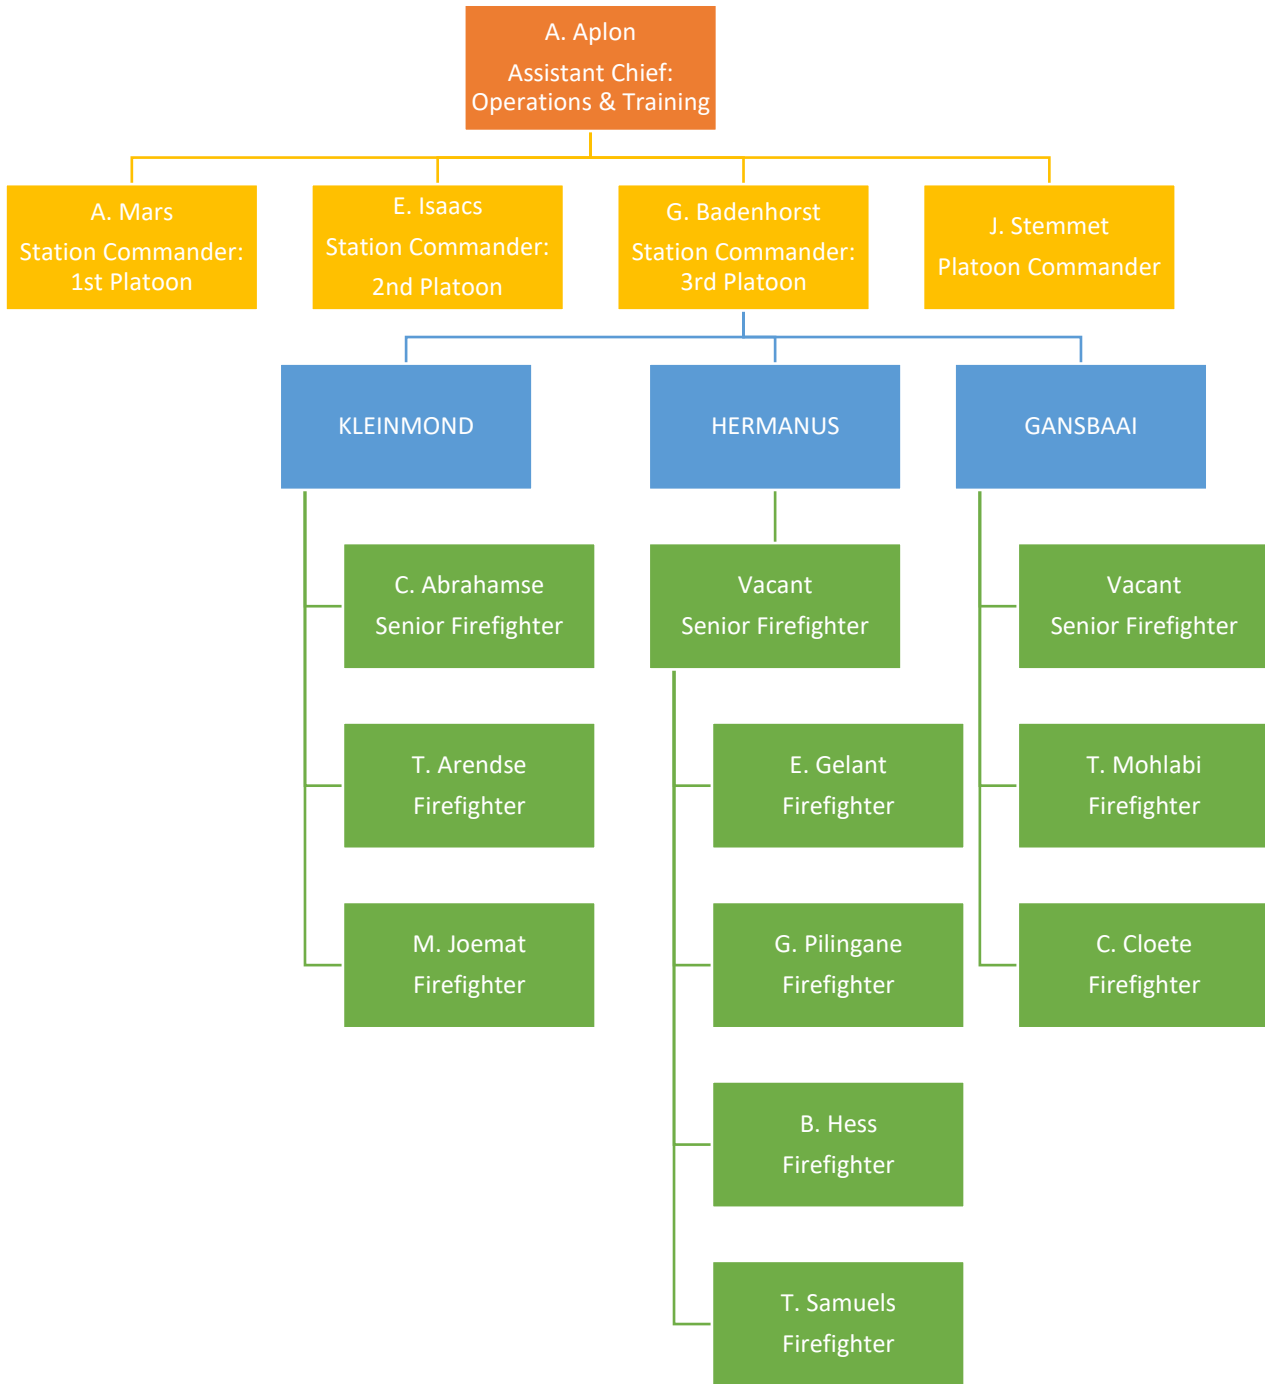 A. Aplon
Assistant Chief:
Operations & Training
A. Mars
Station Commander:
1st Platoon
E. Isaacs
Station Commander:
2nd Platoon
G. Badenhorst
Station Commander:
3rd Platoon
J. Stemmet
Platoon Commander
KLEINMOND
HERMANUS
GANSBAAI
C. Abrahamse
Senior Firefighter
Vacant
Senior Firefighter
Vacant
Senior Firefighter
T. Arendse
Firefighter
E. Gelant
Firefighter
T. Mohlabi
Firefighter
M. Joemat
Firefighter
G. Pilingane
Firefighter
C. Cloete
Firefighter
B. Hess
Firefighter
T. Samuels
Firefighter